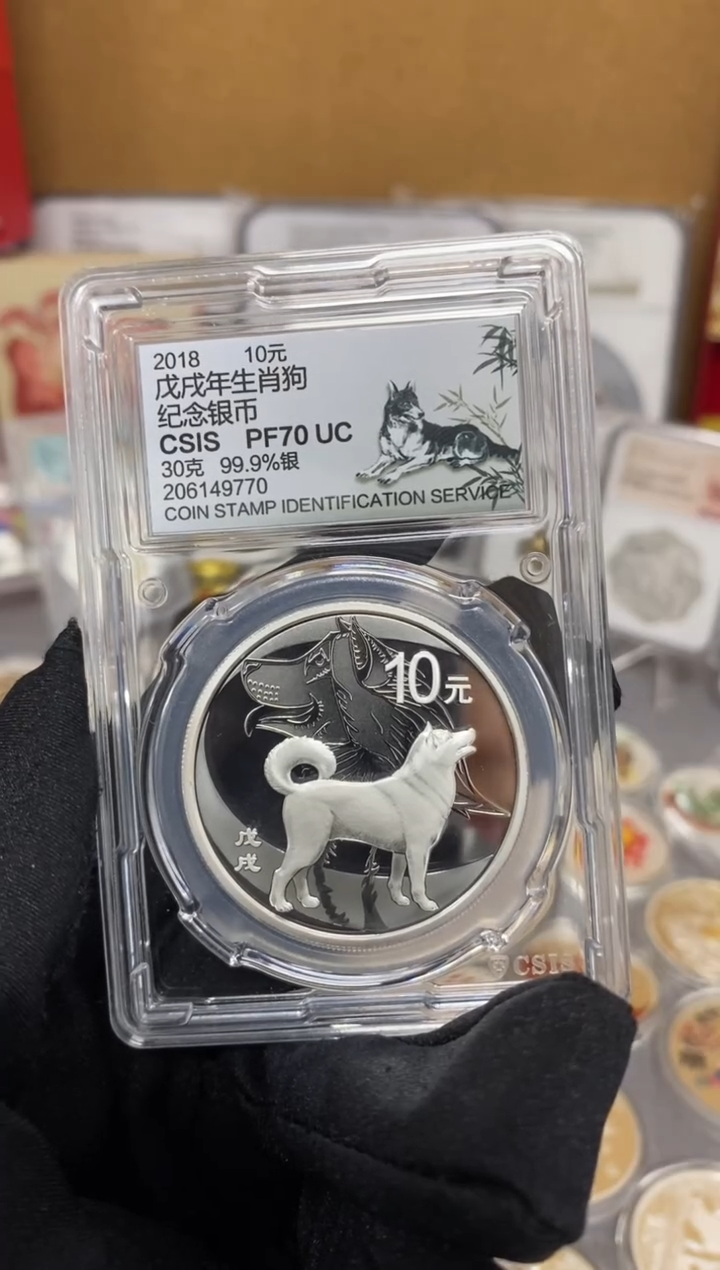 2018 10元
戊戌年生肖狗
纪念银币
CSIS PF70 UC
30克 99.9%银
206149770
COIN STAMP IDENTIFICATION SERVICE
10元
戊
戌
CSIS